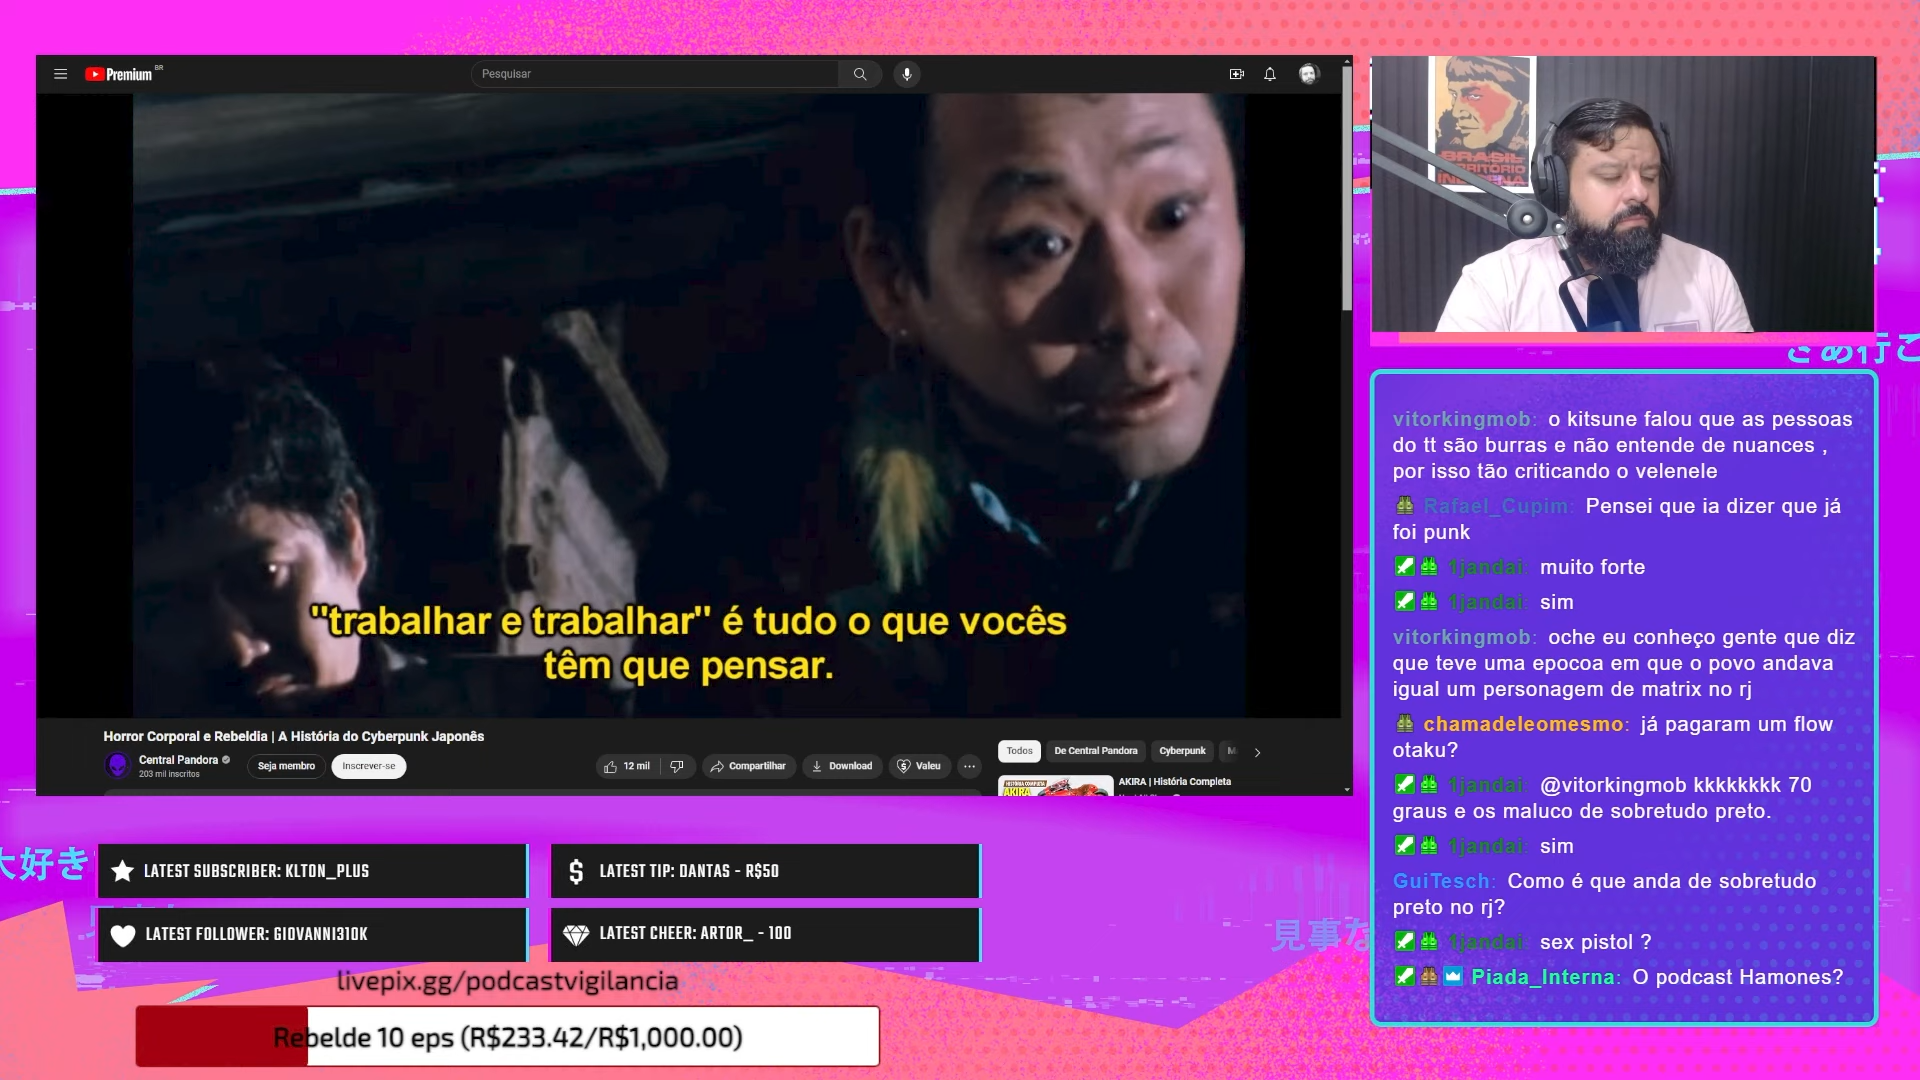 Premium BR
Pesquisar
"trabalhar e trabalhar" é tudo o que vocês
têm que pensar.
Horror Corporal e Rebeldia | A História do Cyberpunk Japonês
Central Pandora
203 mil inscritos
Seja membro
Inscrever-se
12 mil
Compartilhar
Download
Valeu
Todos
De Central Pandora
Cyberpunk
HISTÓRIA COMPLETA
AKIRA
AKIRA | História Completa
BRASIL
TERRITÓRIO
INDÍGENA
vitorkingmob: o kitsune falou que as pessoas
do tt são burras e não entende de nuances ,
por isso tão criticando o velenele
Rafael_Cupim: Pensei que ia dizer que já
foi punk
1jandai: muito forte
1jandai: sim
vitorkingmob: oche eu conheço gente que diz
que teve uma epocoa em que o povo andava
igual um personagem de matrix no rj
chamadeleomesmo: já pagaram um flow
otaku?
1jandai: @vitorkingmob kkkkkkkk 70
graus e os maluco de sobretudo preto.
1jandai: sim
GuiTesch: Como é que anda de sobretudo
preto no rj?
1jandai: sex pistol ?
Piada_Interna: O podcast Hamones?
大好き
見事な
LATEST SUBSCRIBER: KLTON_PLUS
LATEST TIP: DANTAS - R$50
LATEST FOLLOWER: GIOVANNI310K
LATEST CHEER: ARTOR_ - 100
livepix.gg/podcastvigilancia
Rebelde 10 eps (R$233.42/R$1,000.00)